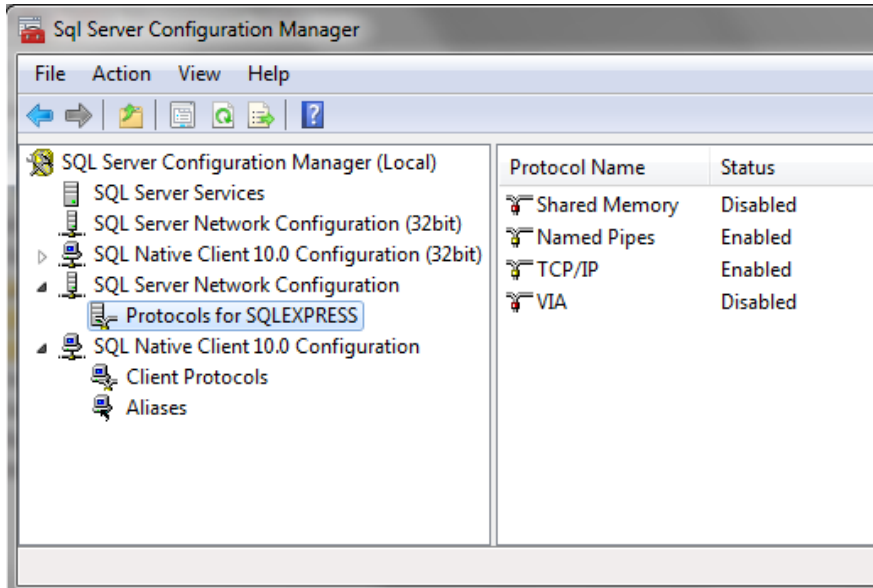 Sql Server Configuration Manager
File Action View Help
SQL Server Configuration Manager (Local)
SQL Server Services
SQL Server Network Configuration (32bit)
SQL Native Client 10.0 Configuration (32bit)
SQL Server Network Configuration
Protocols for SQLEXPRESS
SQL Native Client 10.0 Configuration
Client Protocols
Aliases
Protocol Name Status
Shared Memory Disabled
Named Pipes Enabled
TCP/IP Enabled
VIA Disabled